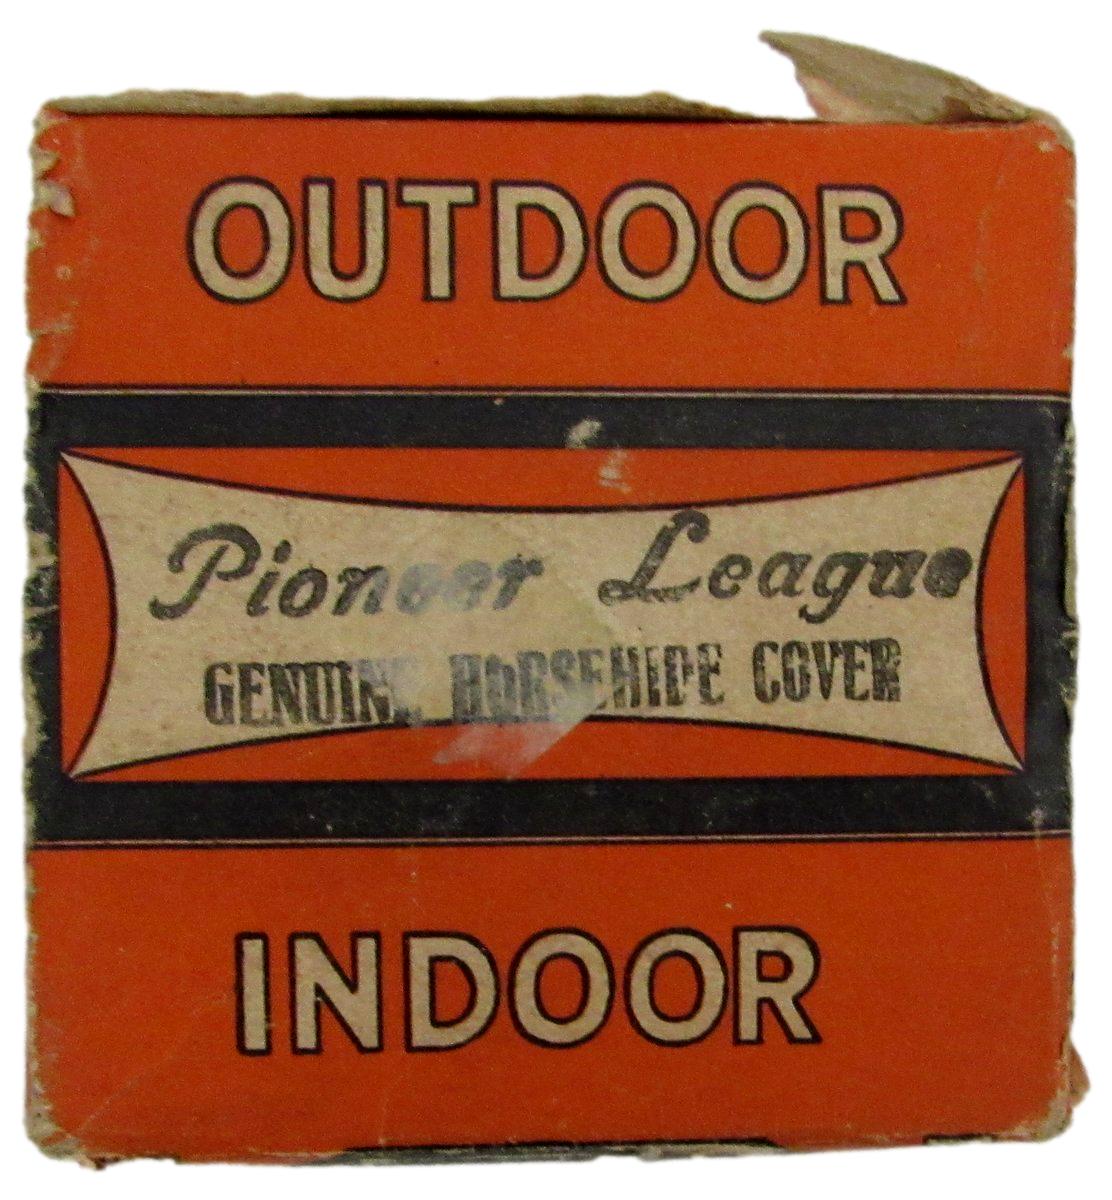 OUTDOOR
Pioneer League
GENUINE HORSEHIDE COVER
INDOOR